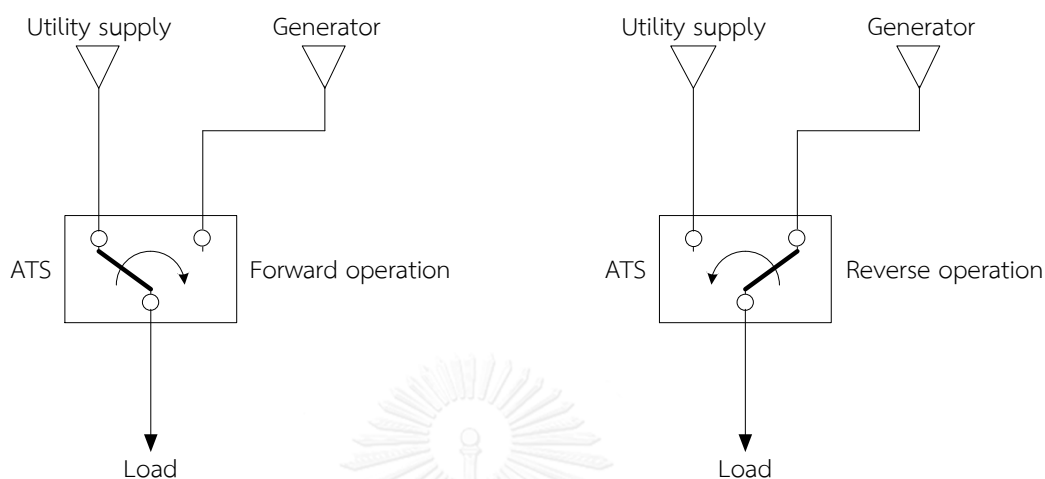 Utility supply
Generator
ATS
Forward operation
Load
Utility supply
Generator
ATS
Reverse operation
Load